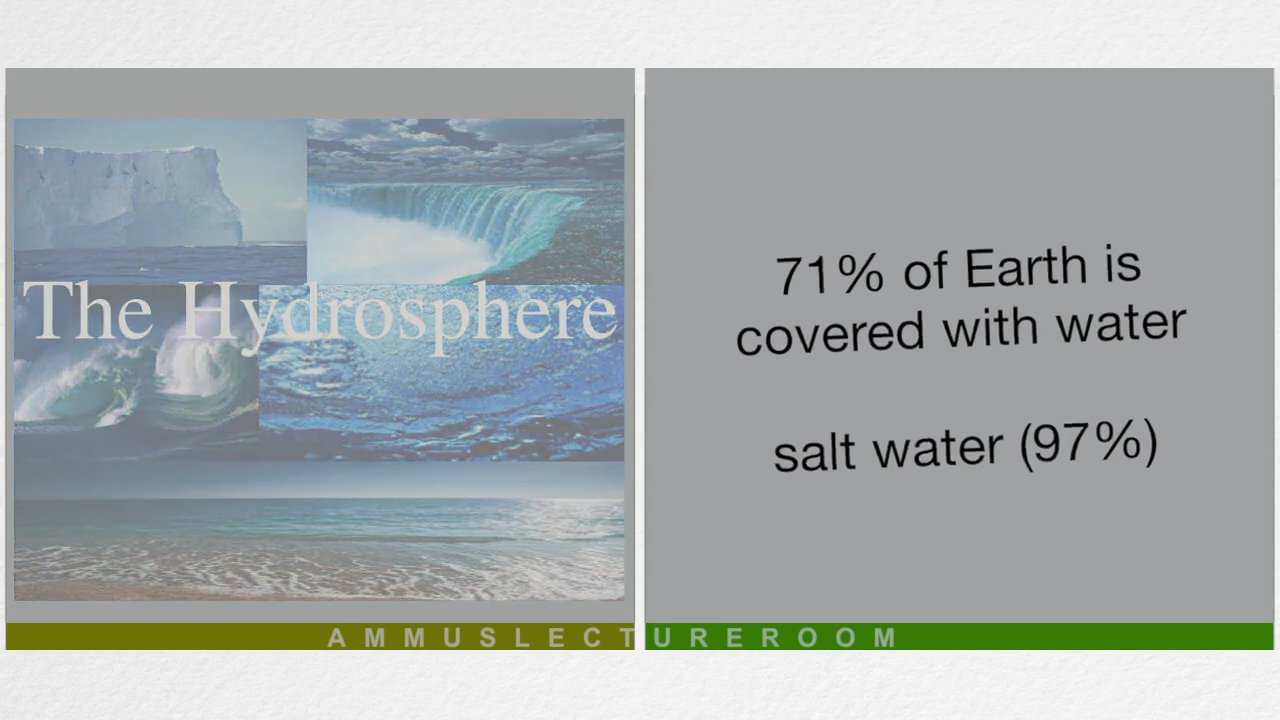 The Hydrosphere
71% of Earth is
covered with water
salt water (97%)
AMMUSLECTUREROOM